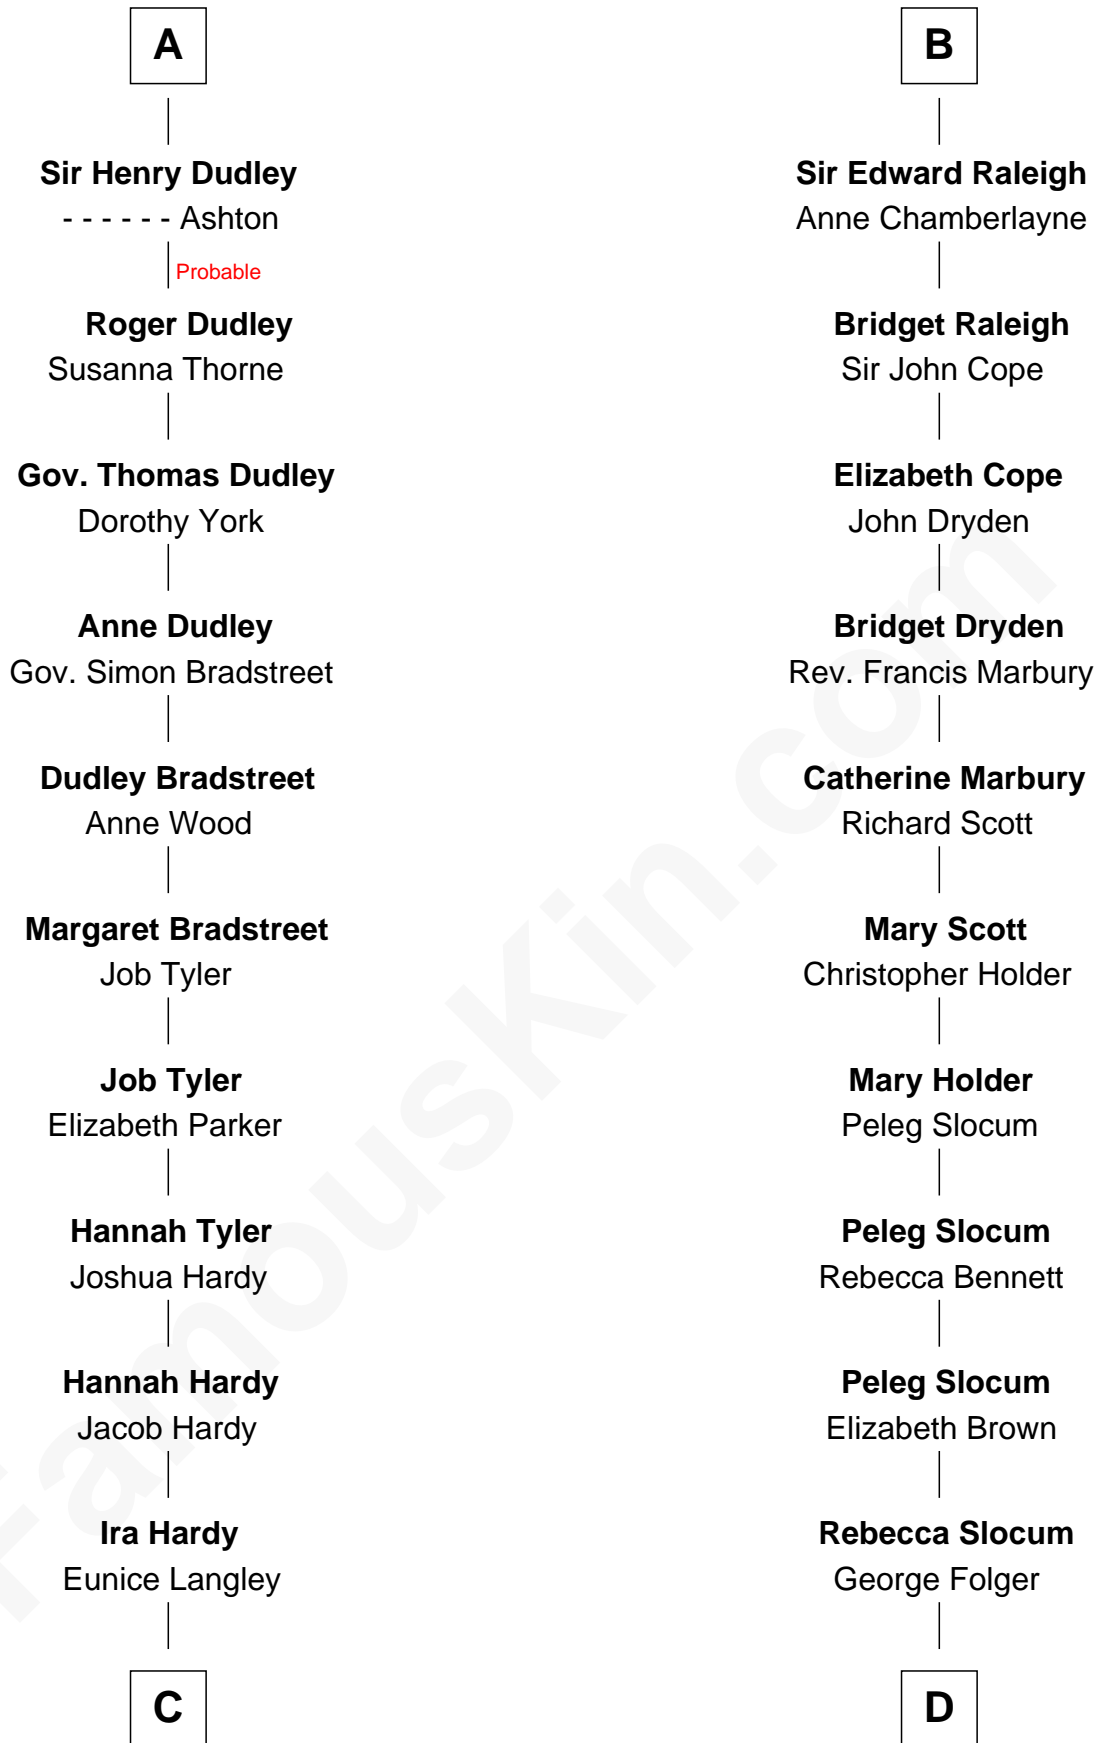 A
Sir Henry Dudley
- - - - - - Ashton
Probable
Roger Dudley
Susanna Thorne
Gov. Thomas Dudley
Dorothy York
Anne Dudley
Gov. Simon Bradstreet
Dudley Bradstreet
Anne Wood
Margaret Bradstreet
Job Tyler
Job Tyler
Elizabeth Parker
Hannah Tyler
Joshua Hardy
Hannah Hardy
Jacob Hardy
Ira Hardy
Eunice Langley
C
B
Sir Edward Raleigh
Anne Chamberlayne
Bridget Raleigh
Sir John Cope
Elizabeth Cope
John Dryden
Bridget Dryden
Rev. Francis Marbury
Catherine Marbury
Richard Scott
Mary Scott
Christopher Holder
Mary Holder
Peleg Slocum
Peleg Slocum
Rebecca Bennett
Peleg Slocum
Elizabeth Brown
Rebecca Slocum
George Folger
D
FamousKin.com